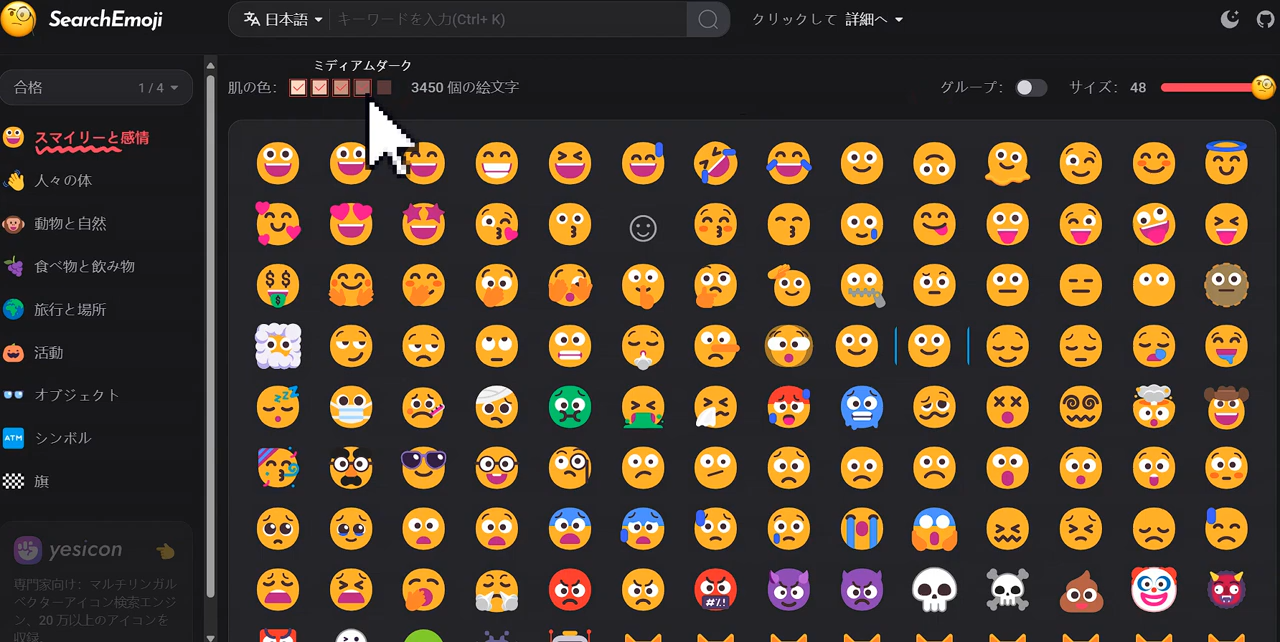 SearchEmoji
日本語
キーワードを入力(Ctrl+ K)
クリックして 詳細へ
合格 1 / 4
ミディアムダーク
肌の色:
3450 個の絵文字
グループ:
サイズ: 48
スマイリーと感情
人々の体
動物と自然
食べ物と飲み物
旅行と場所
活動
オブジェクト
ATM シンボル
旗
yesicon
専門家向け: マルチリンガル
ベクターアイコン検索エンジ
ン、20 万以上のアイコンを
収録
$ $
zzz
#?!